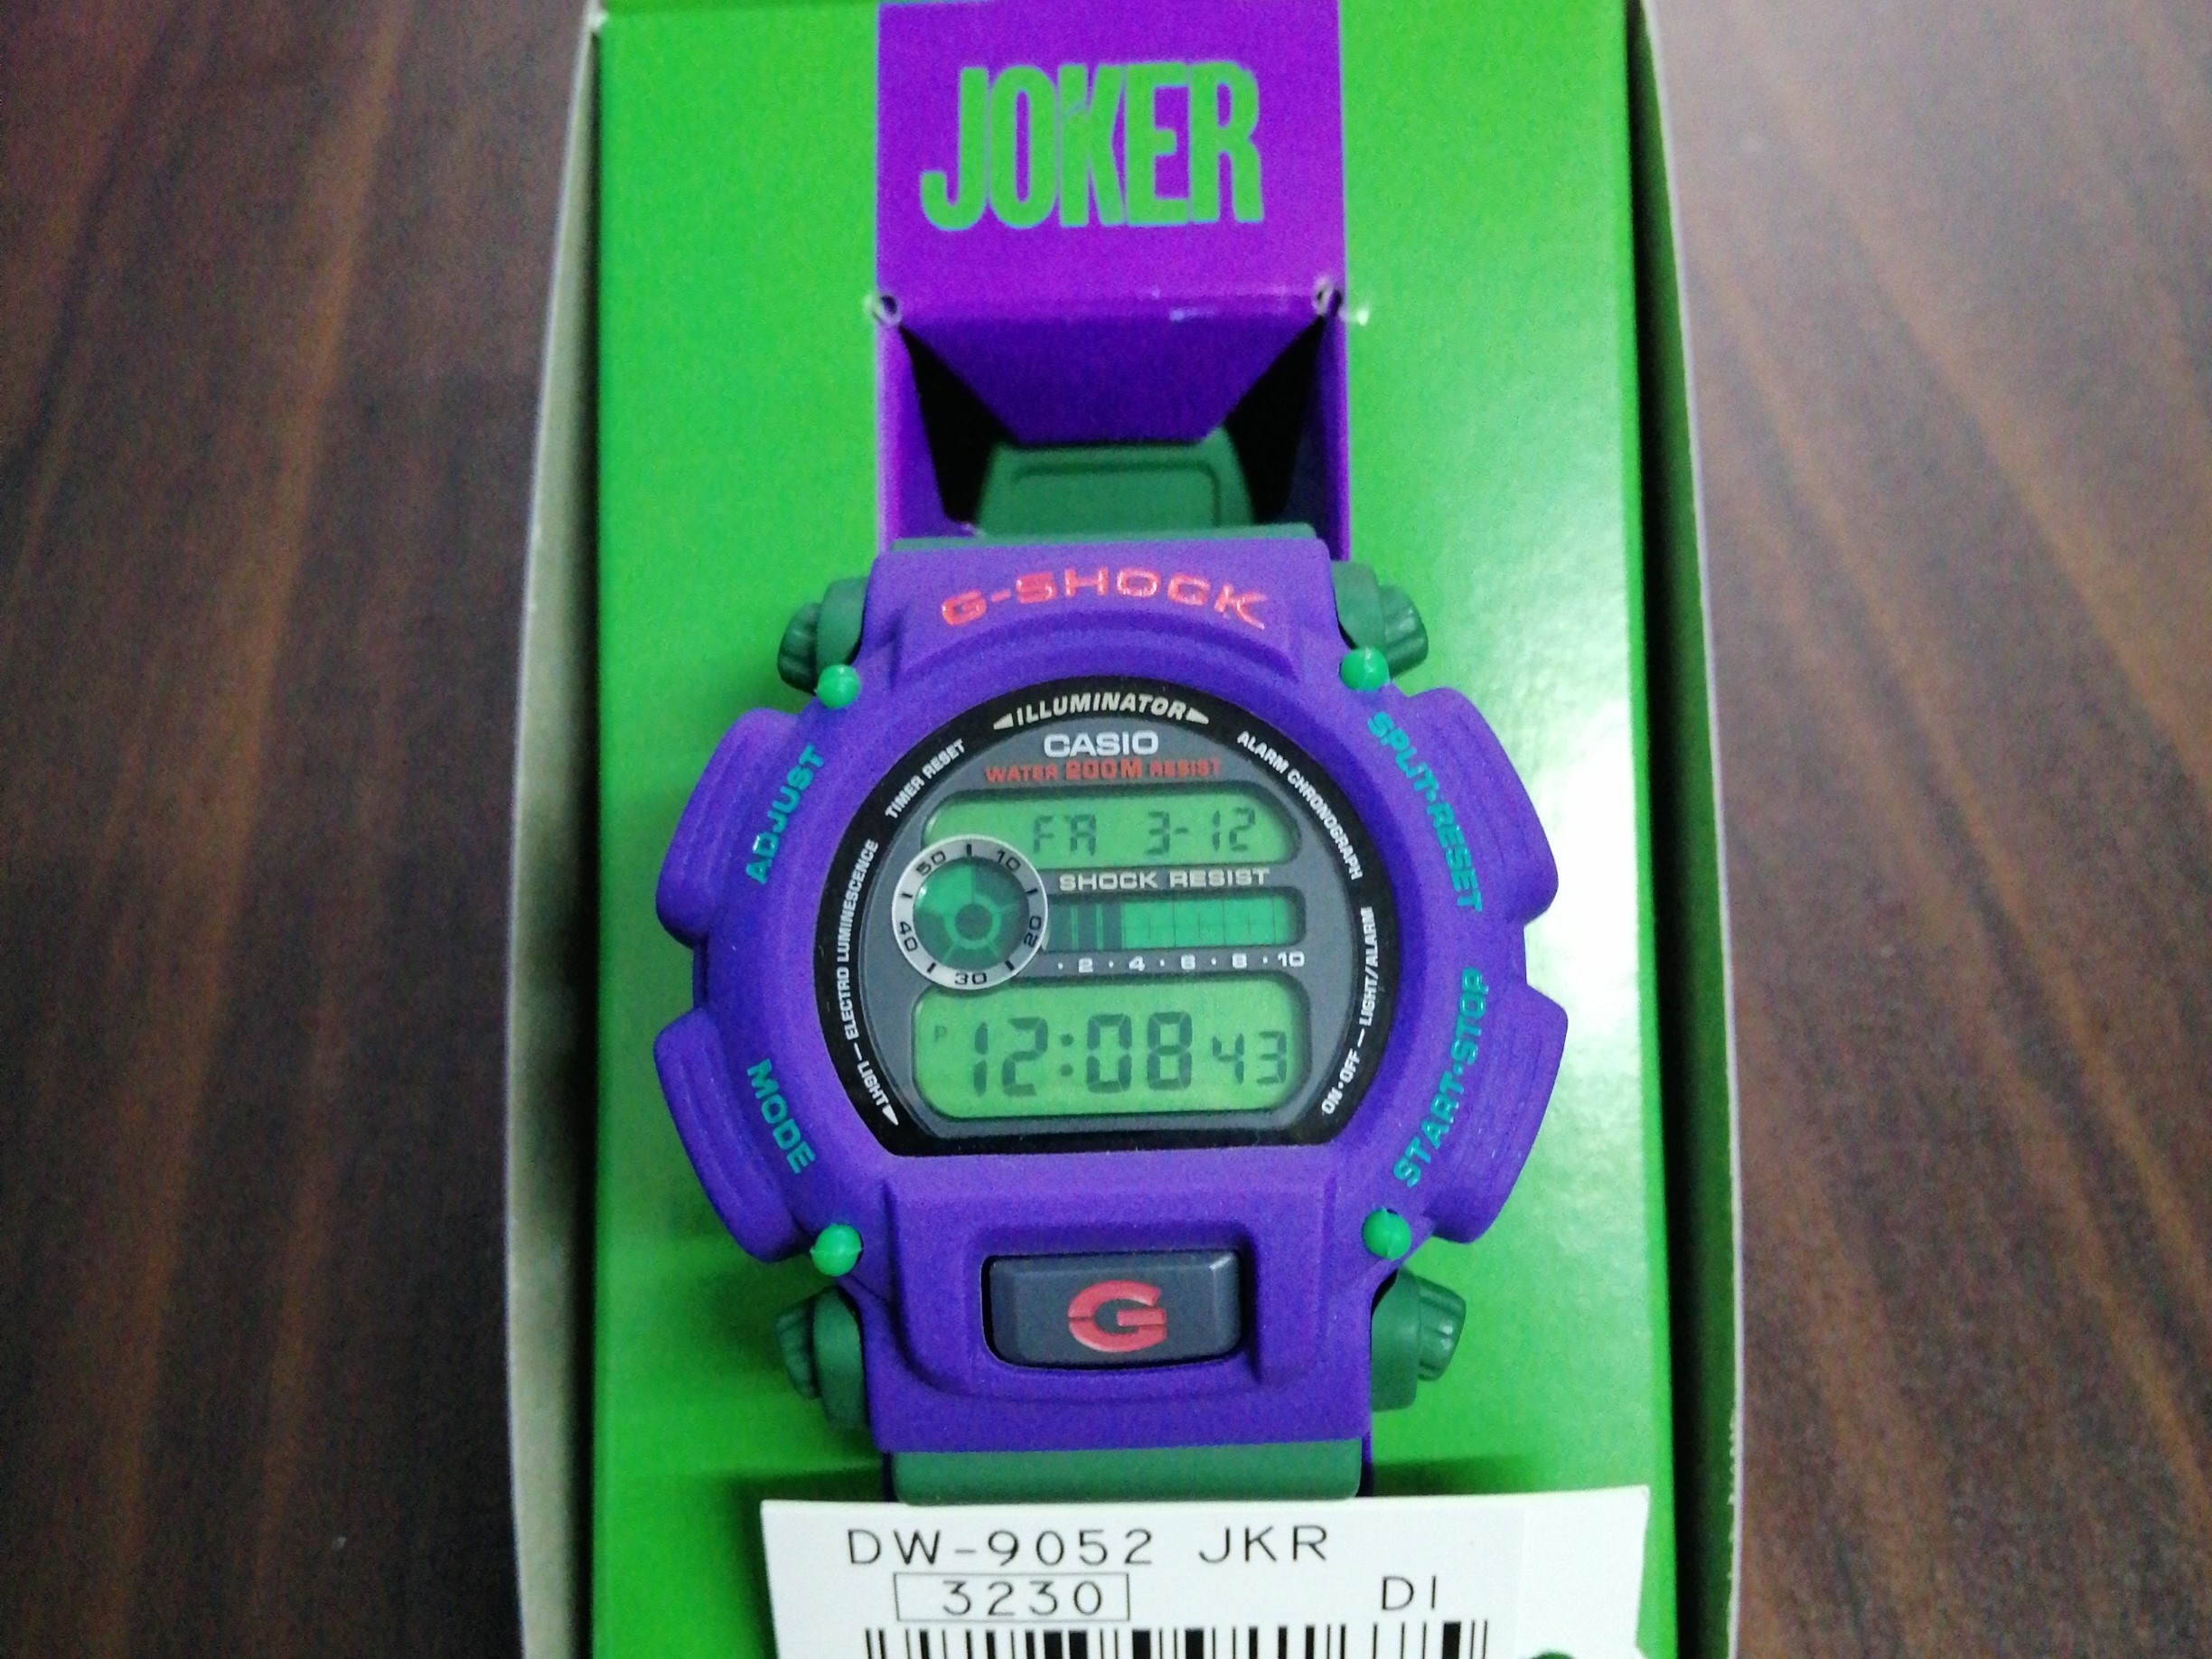 JOKER
G-SHOCK
ILLUMINATOR
CASIO
WATER 200M RESIST
TIMER RESET
ALARM CHRONOGRAPH
ADJUST
SPLIT·RESET
FR 3-12
50 10
SHOCK RESIST
40 20
30
· 2 · 4 · 6 · 8 · 10
P 12:08 43
LIGHT — ELECTRO LUMINESCENCE
ON·OFF — LIGHT/ALARM
MODE
START·STOP
G
DW-9052 JKR
3230 DI